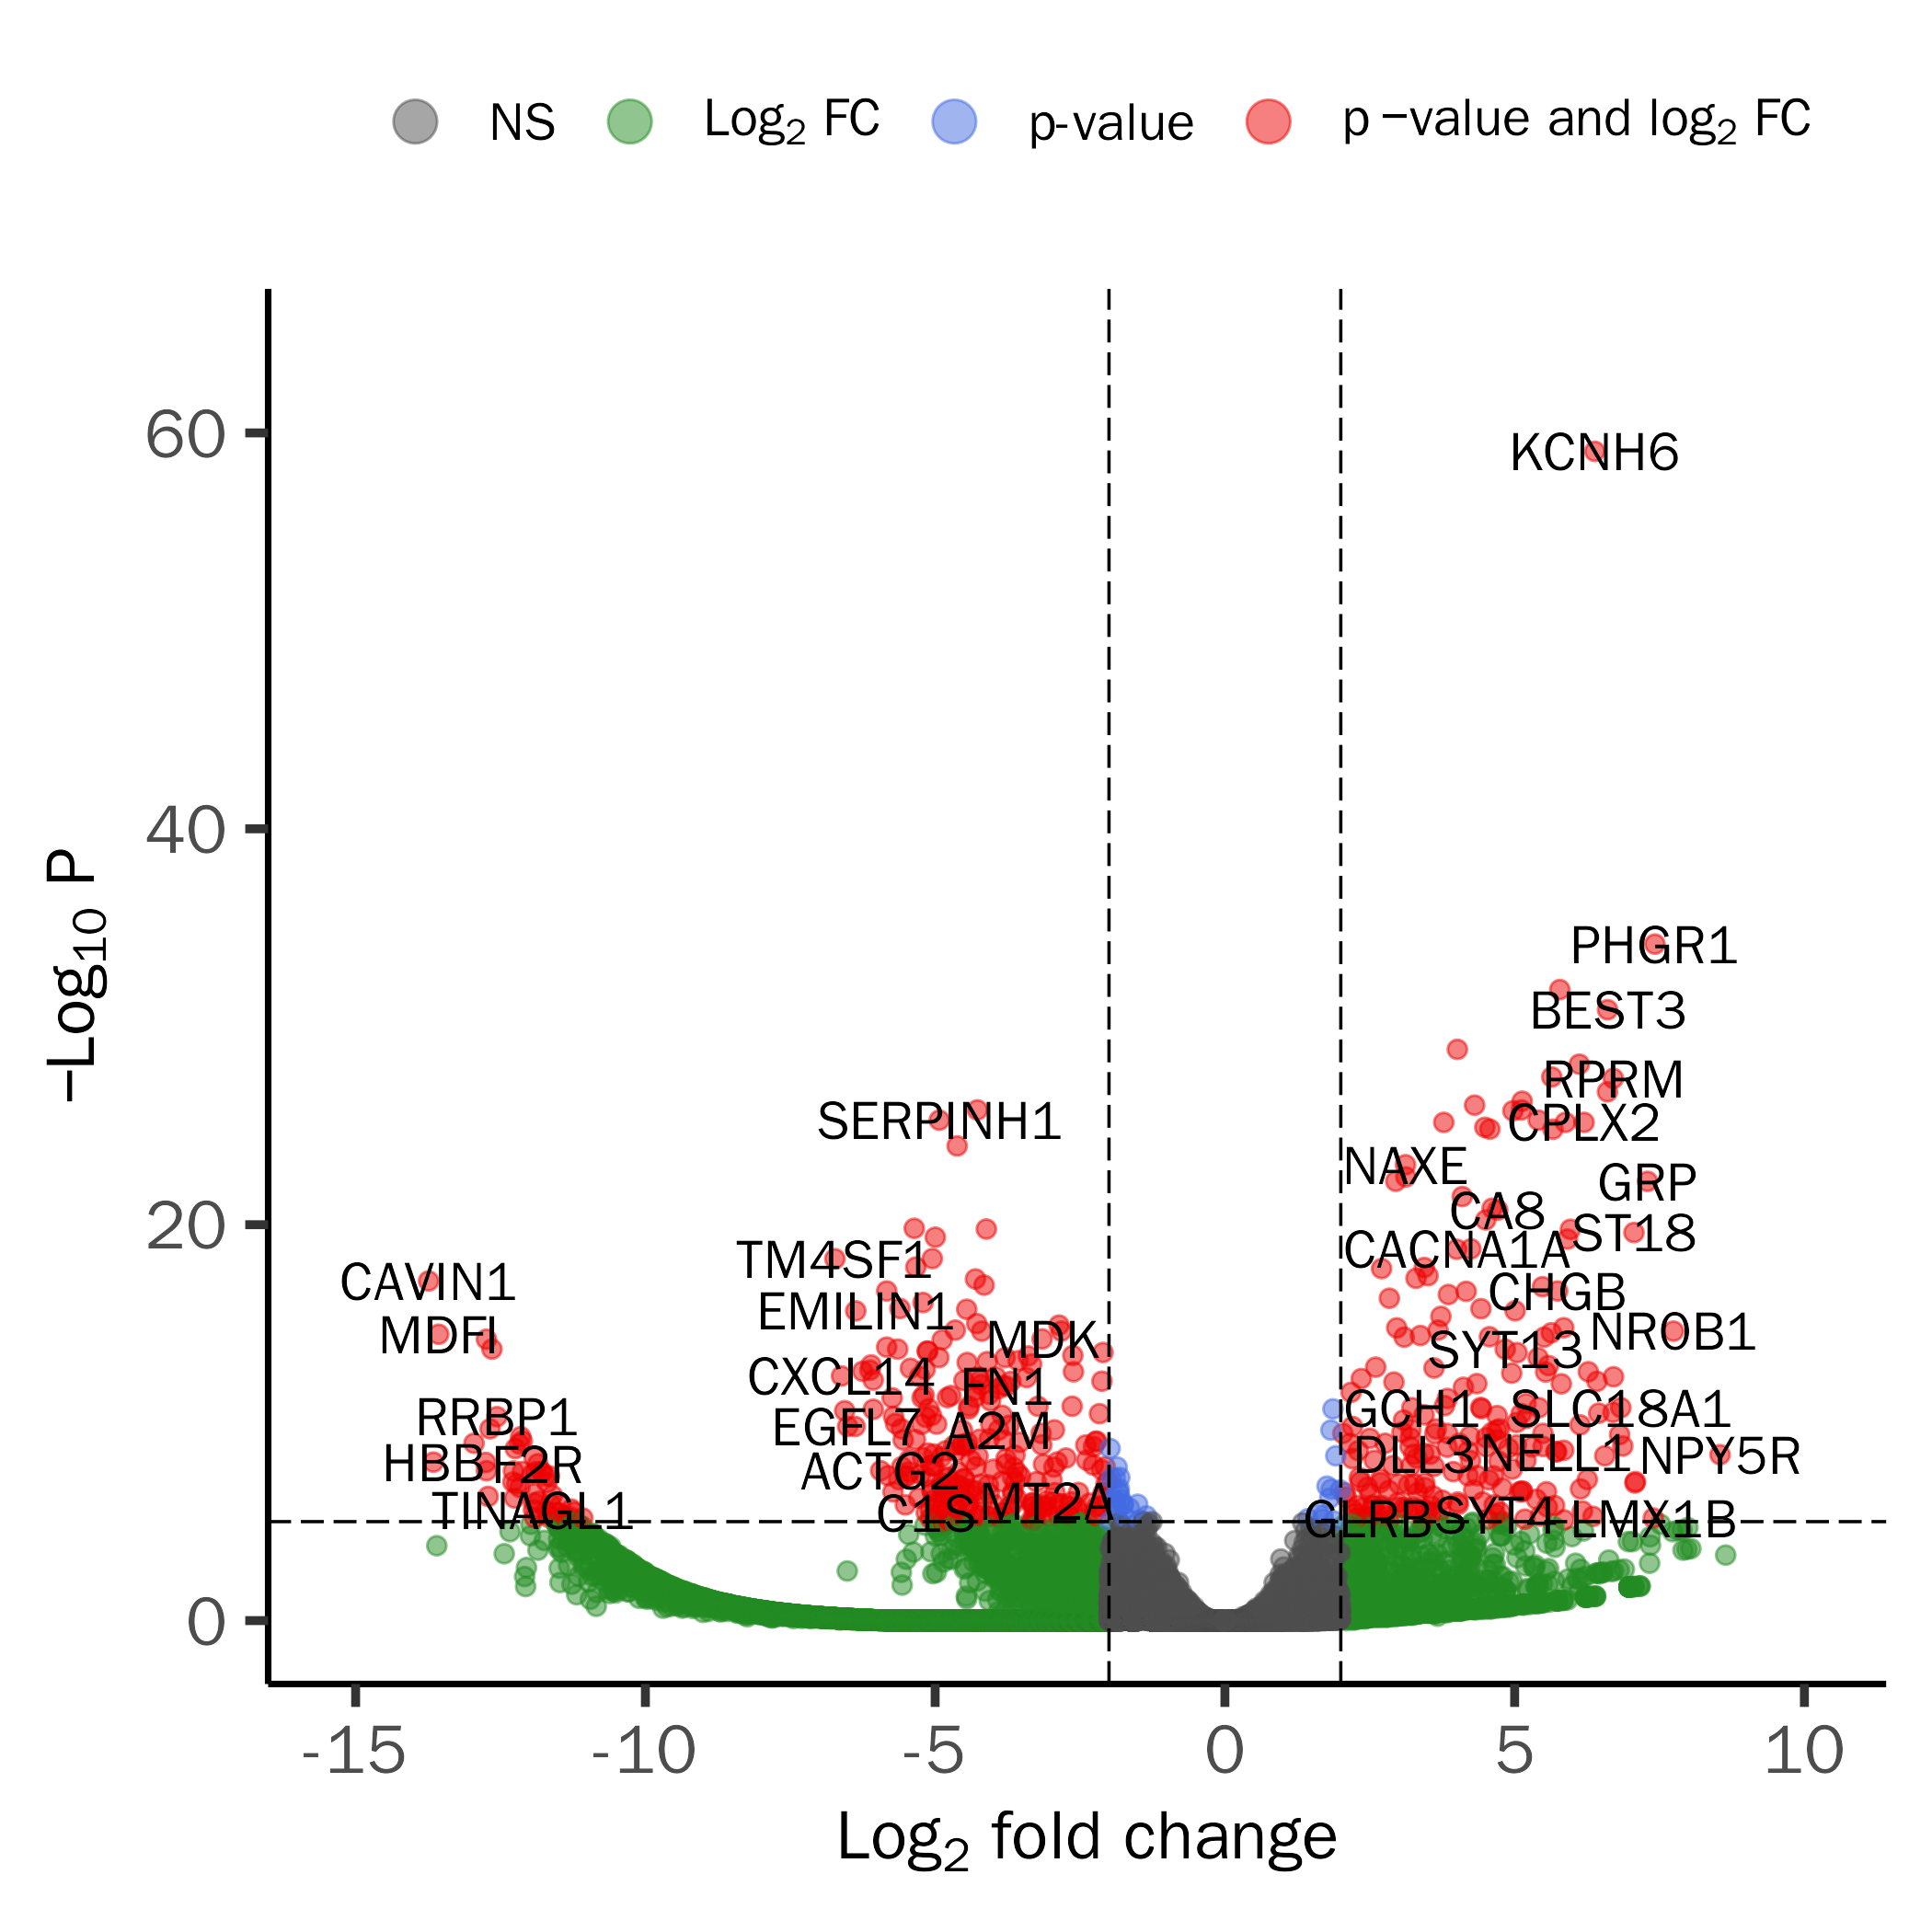 NS Log2 FC p-value p −value and log2 FC
−Log10 P
60
40
20
0
KCNH6
PHGR1
BEST3
RPRM
SERPINH1
CPLX2
NAXE
GRP
CA8
ST18
TM4SF1
CACNA1A
CAVIN1
CHGB
EMILIN1
MDFI
MDK
NR0B1
SYT13
CXCL14
FN1
GCH1
SLC18A1
RRBP1
EGFL7
A2M
DLL3
NELL1
NPY5R
HBB
F2R
ACTG2
TINAGL1
C1S
MT2A
GLRB
SYT4
LMX1B
-15 -10 -5 0 5 10
Log2 fold change